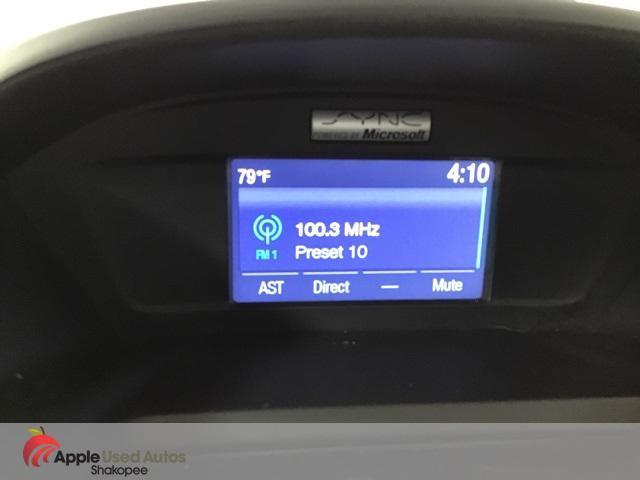 SYNC
POWERED BY Microsoft
79°F 4:10
100.3 MHz
FM1 Preset 10
AST Direct — Mute
Apple Used Autos
Shakopee